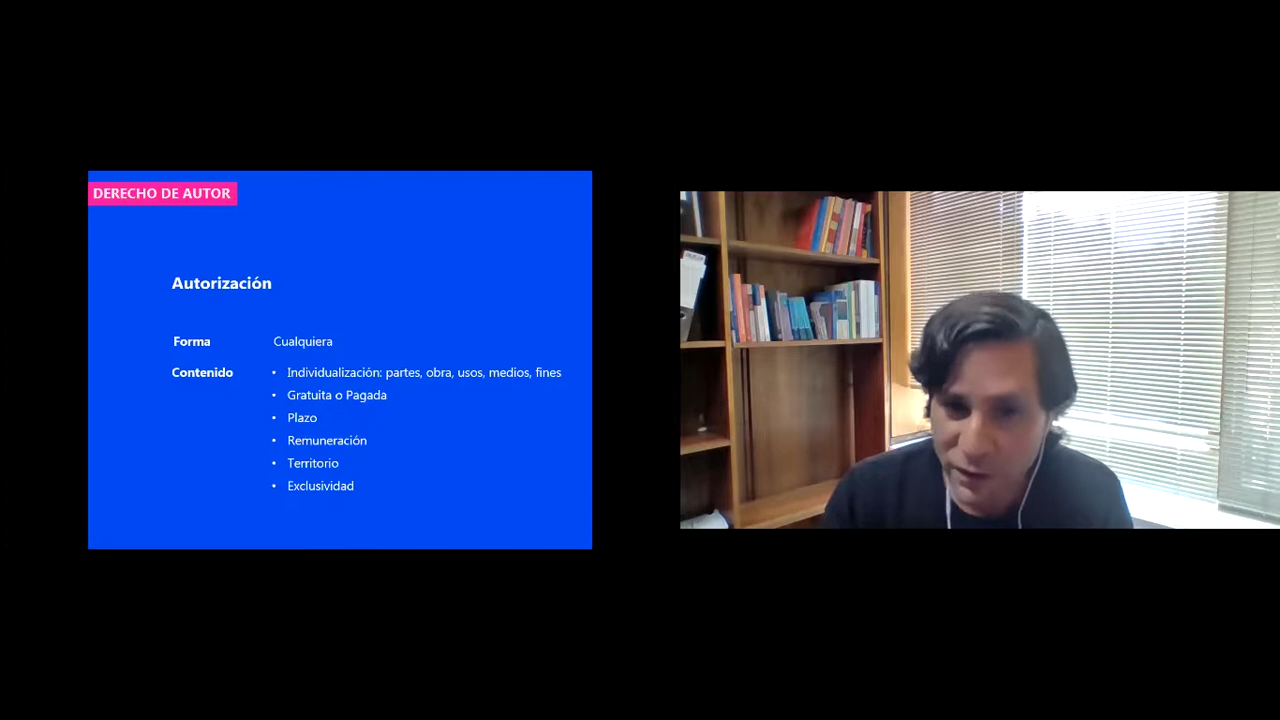 DERECHO DE AUTOR
Autorización
Forma Cualquiera
Contenido • Individualización: partes, obra, usos, medios, fines
• Gratuita o Pagada
• Plazo
• Remuneración
• Territorio
• Exclusividad